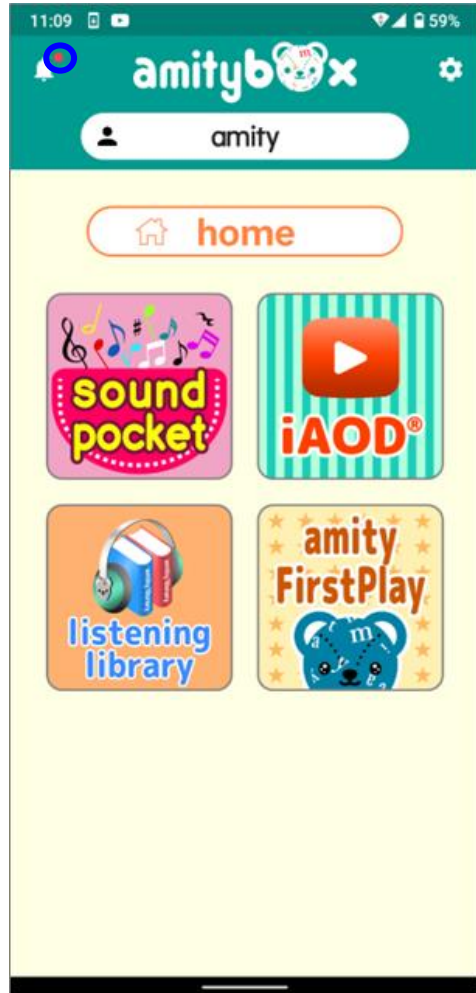 11:09 59%
amitybox
amity
home
sound
pocket
iAOD®
listening
library
amity
FirstPlay
m